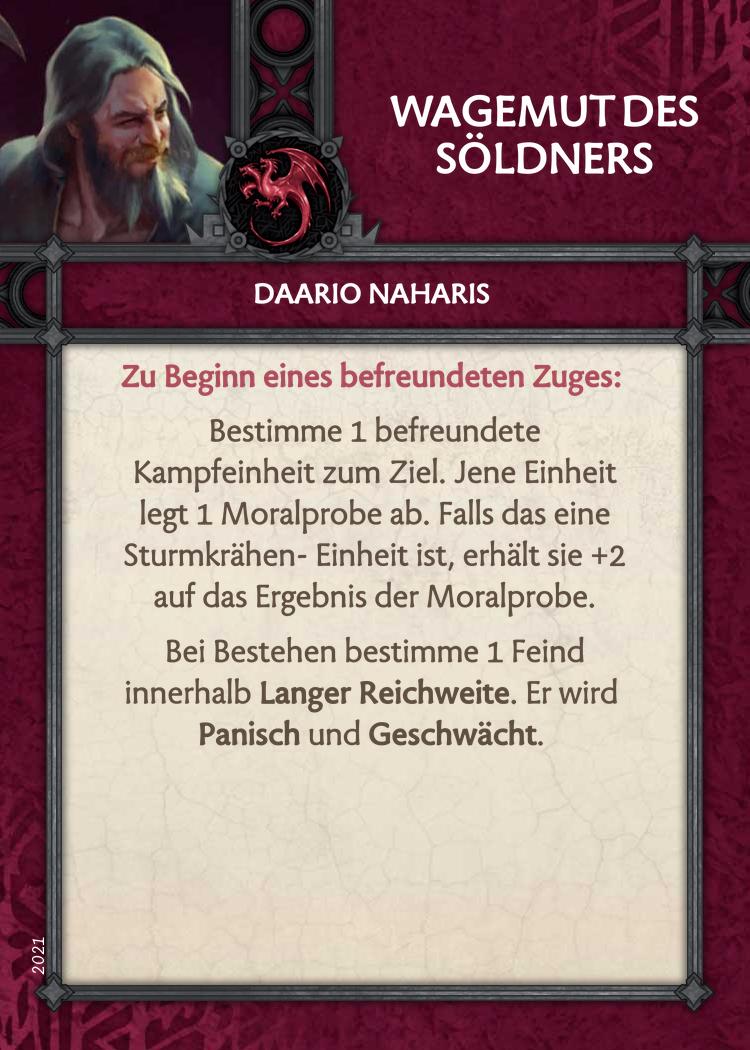 WAGEMUT DES
SÖLDNERS
DAARIO NAHARIS
Zu Beginn eines befreundeten Zuges:
Bestimme 1 befreundete
Kampfeinheit zum Ziel. Jene Einheit
legt 1 Moralprobe ab. Falls das eine
Sturmkrähen- Einheit ist, erhält sie +2
auf das Ergebnis der Moralprobe.
Bei Bestehen bestimme 1 Feind
innerhalb Langer Reichweite. Er wird
Panisch und Geschwächt.
2021